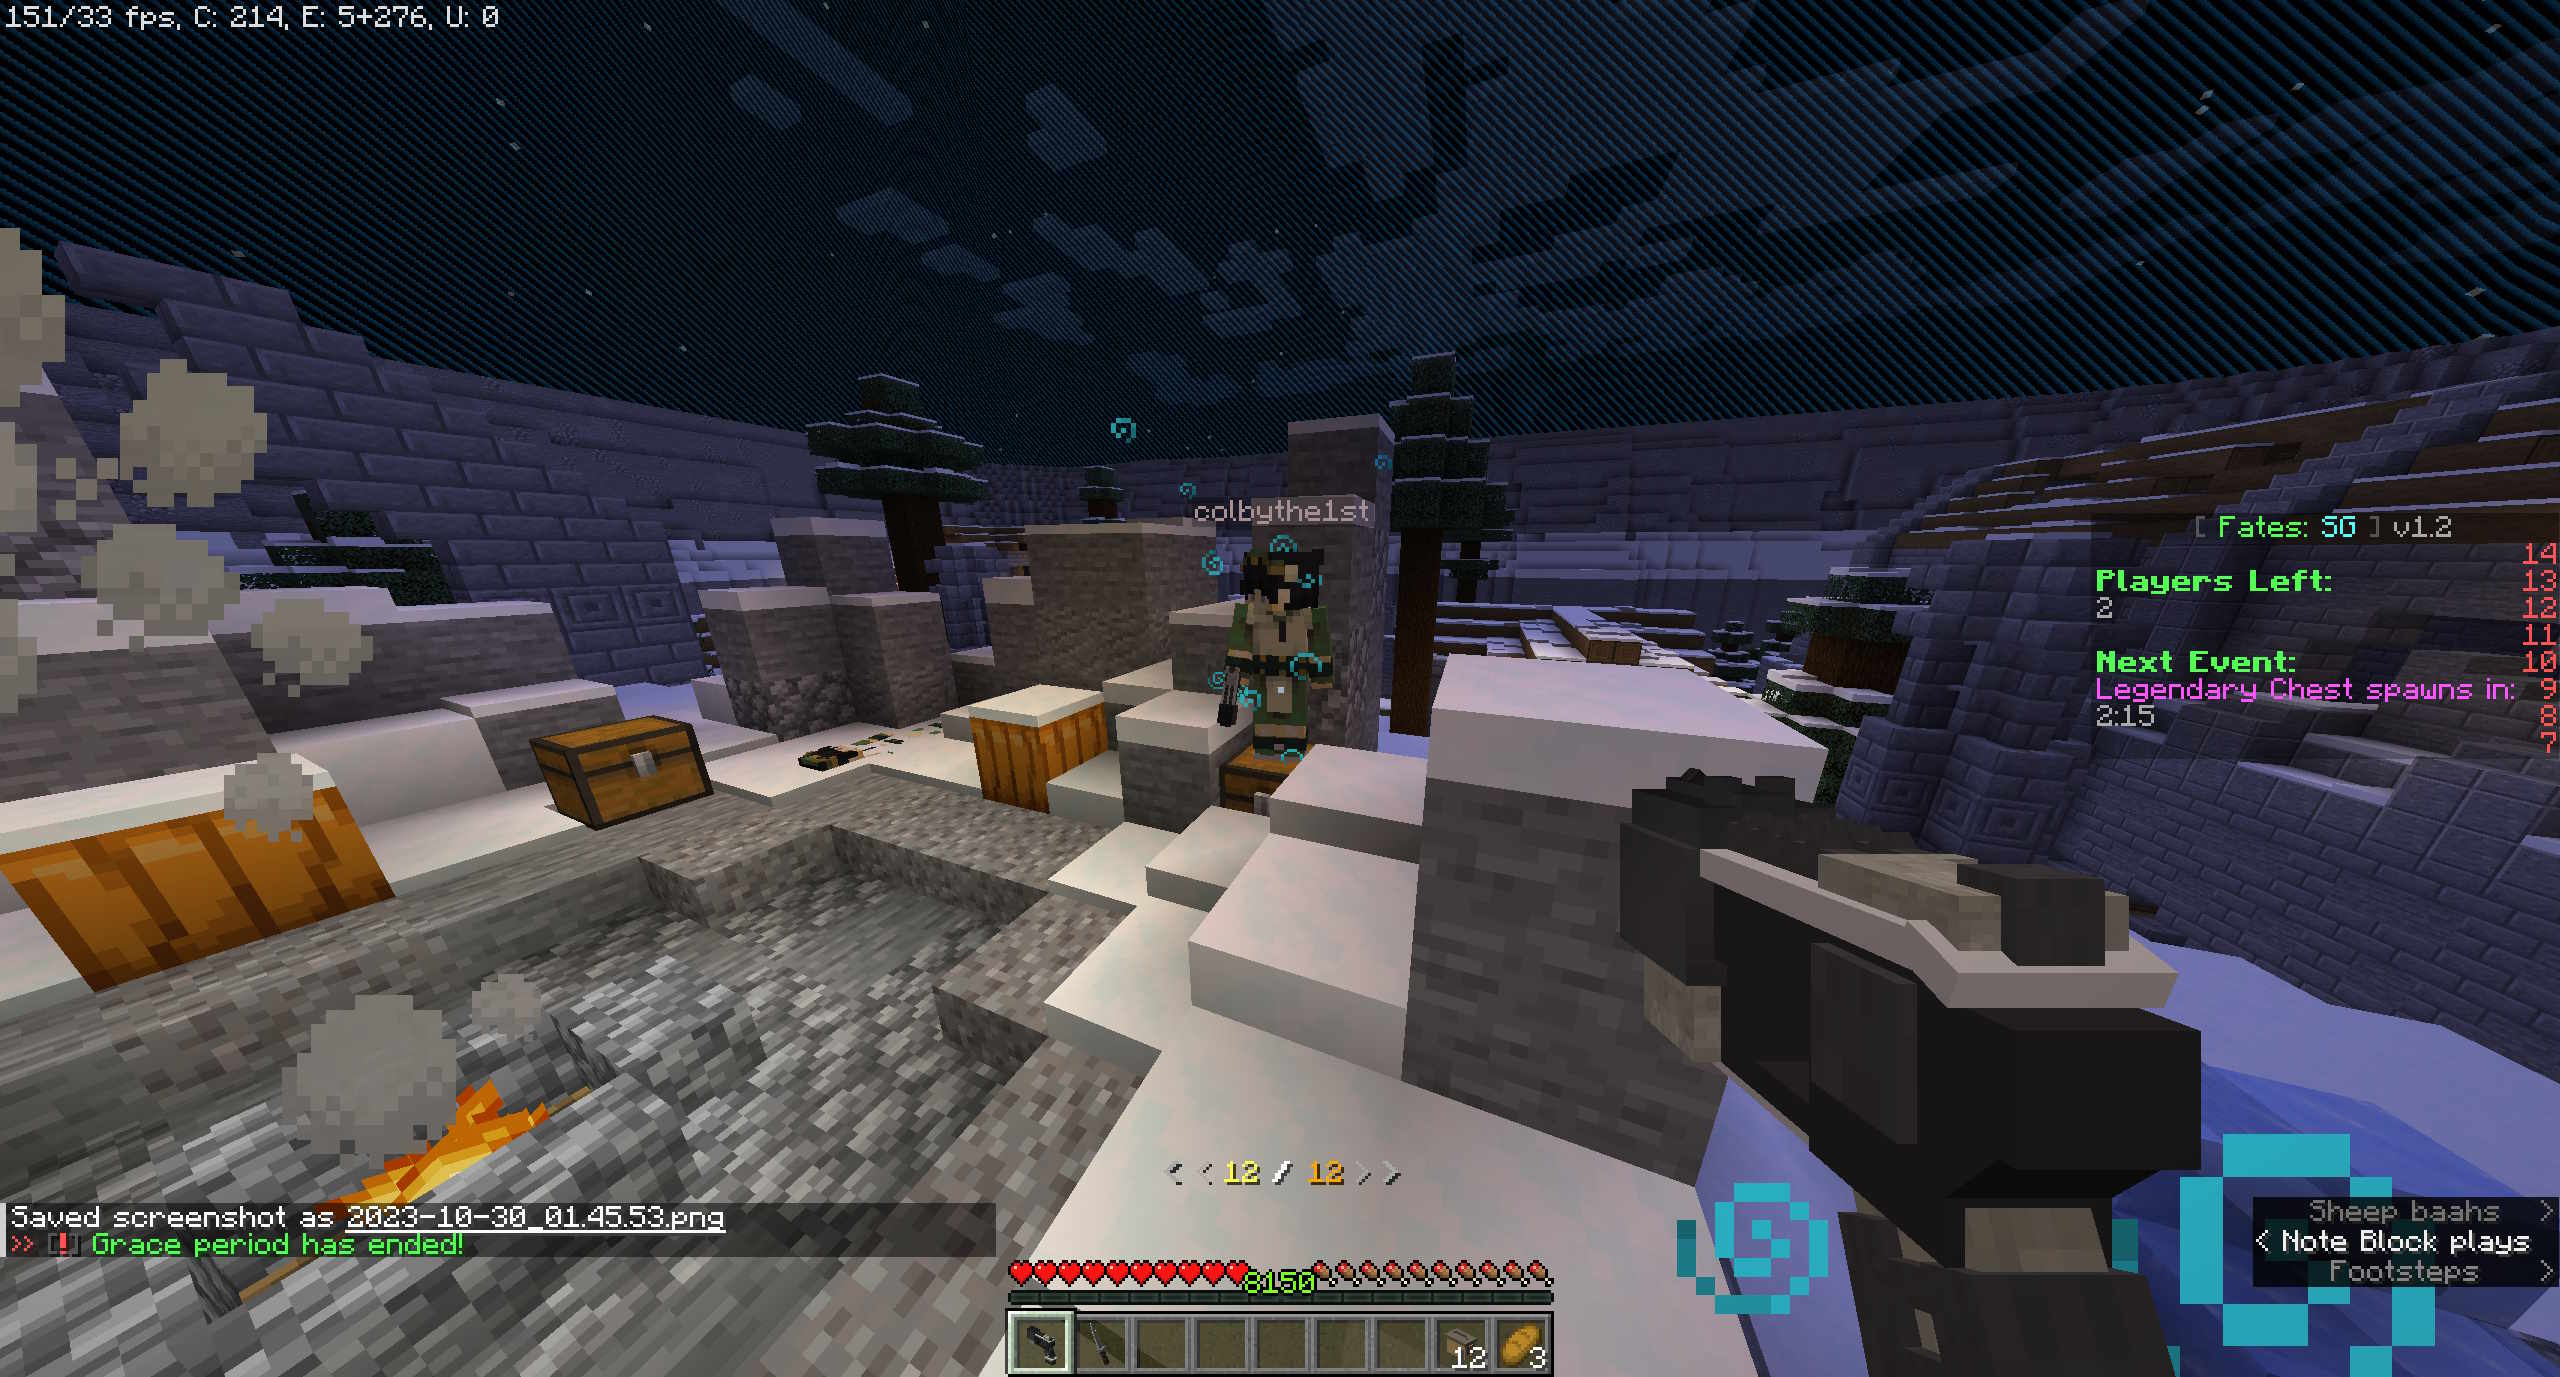 151/33 fps, C: 214, E: 5+276, U: 0
colbythe1st
[ Fates: SG ] v1.2
14
Players Left: 13
2 12
11
Next Event: 10
Legendary Chest spawns in: 9
2:15 8
7
< < 12 / 12 > >
Saved screenshot as 2023-10-30_01.45.53.png
>> [!] Grace period has ended!
Sheep baahs >
< Note Block plays
Footsteps >
8150
12 3